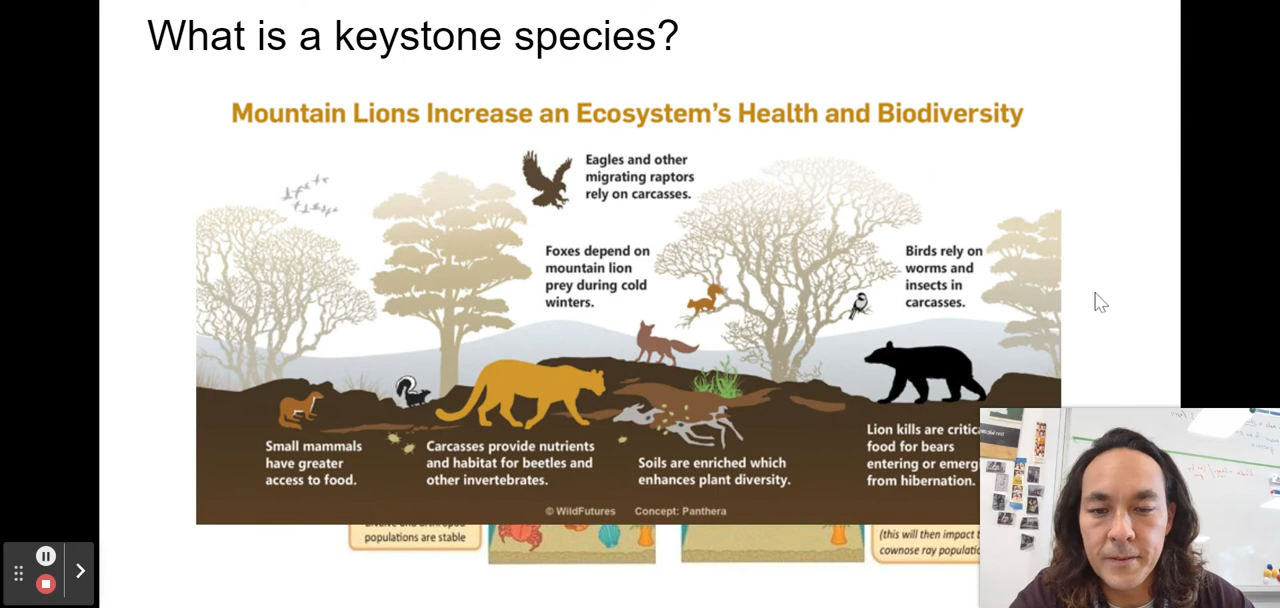 What is a keystone species?
Mountain Lions Increase an Ecosystem's Health and Biodiversity
Eagles and other
migrating raptors
rely on carcasses.
Foxes depend on
mountain lion
prey during cold
winters.
Birds rely on
worms and
insects in
carcasses.
Small mammals
have greater
access to food.
Carcasses provide nutrients
and habitat for beetles and
other invertebrates.
Soils are enriched which
enhances plant diversity.
Lion kills are critica
food for bears
entering or emerg
from hibernation.
© WildFutures Concept: Panthera
populations are stable
(this will then impact t
cownose ray populatio